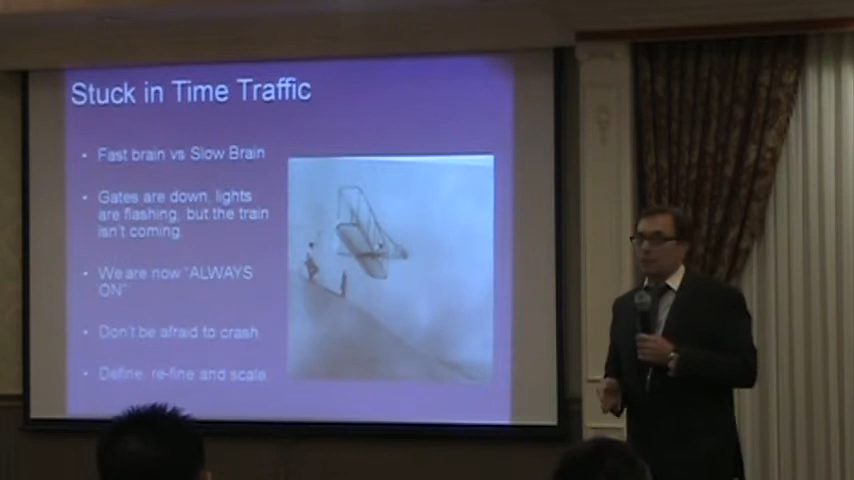 Stuck in Time Traffic
• Fast brain vs Slow Brain
• Gates are down, lights
are flashing, but the train
isn't coming.
• We are now "ALWAYS
ON"
• Don't be afraid to crash
• Define, re-fine and scale